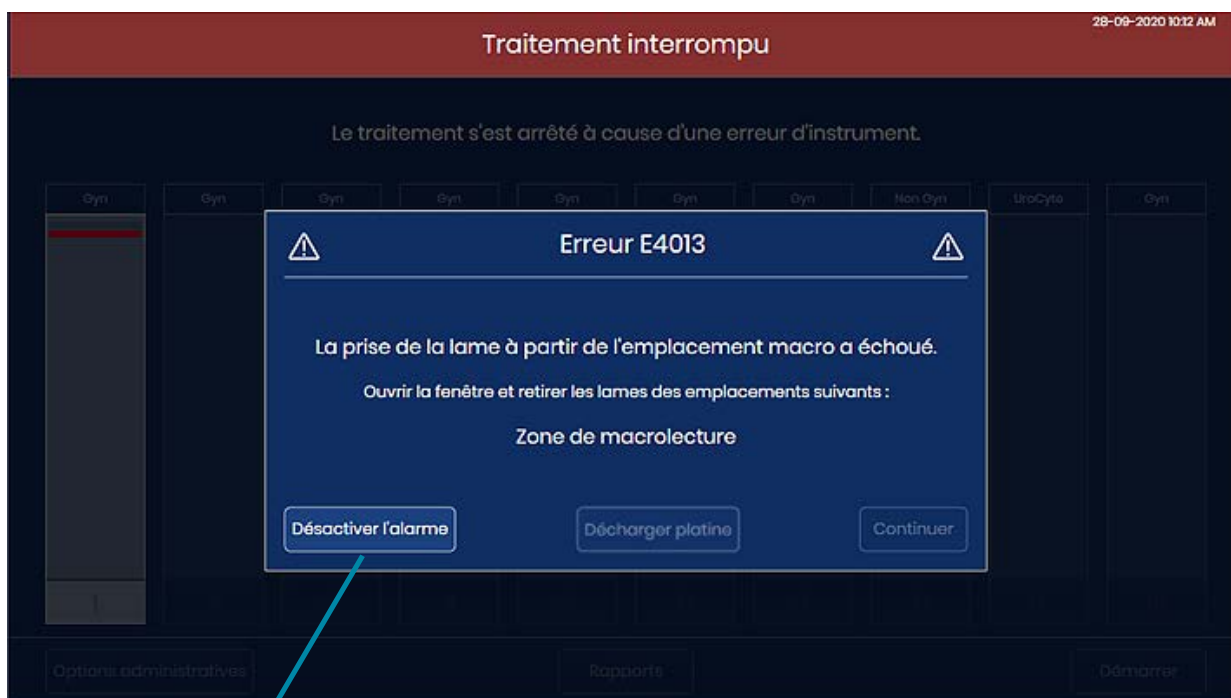 28-09-2020 10:12 AM
Traitement interrompu
Le traitement s'est arrêté à cause d'une erreur d'instrument.
Gyn Gyn Gyn Gyn Gyn Gyn Gyn Non Gyn UroCyto Gyn
Erreur E4013
La prise de la lame à partir de l'emplacement macro a échoué.
Ouvrir la fenêtre et retirer les lames des emplacements suivants :
Zone de macrolecture
Désactiver l'alarme Décharger platine Continuer
1
Options administratives Rapports Démarrer